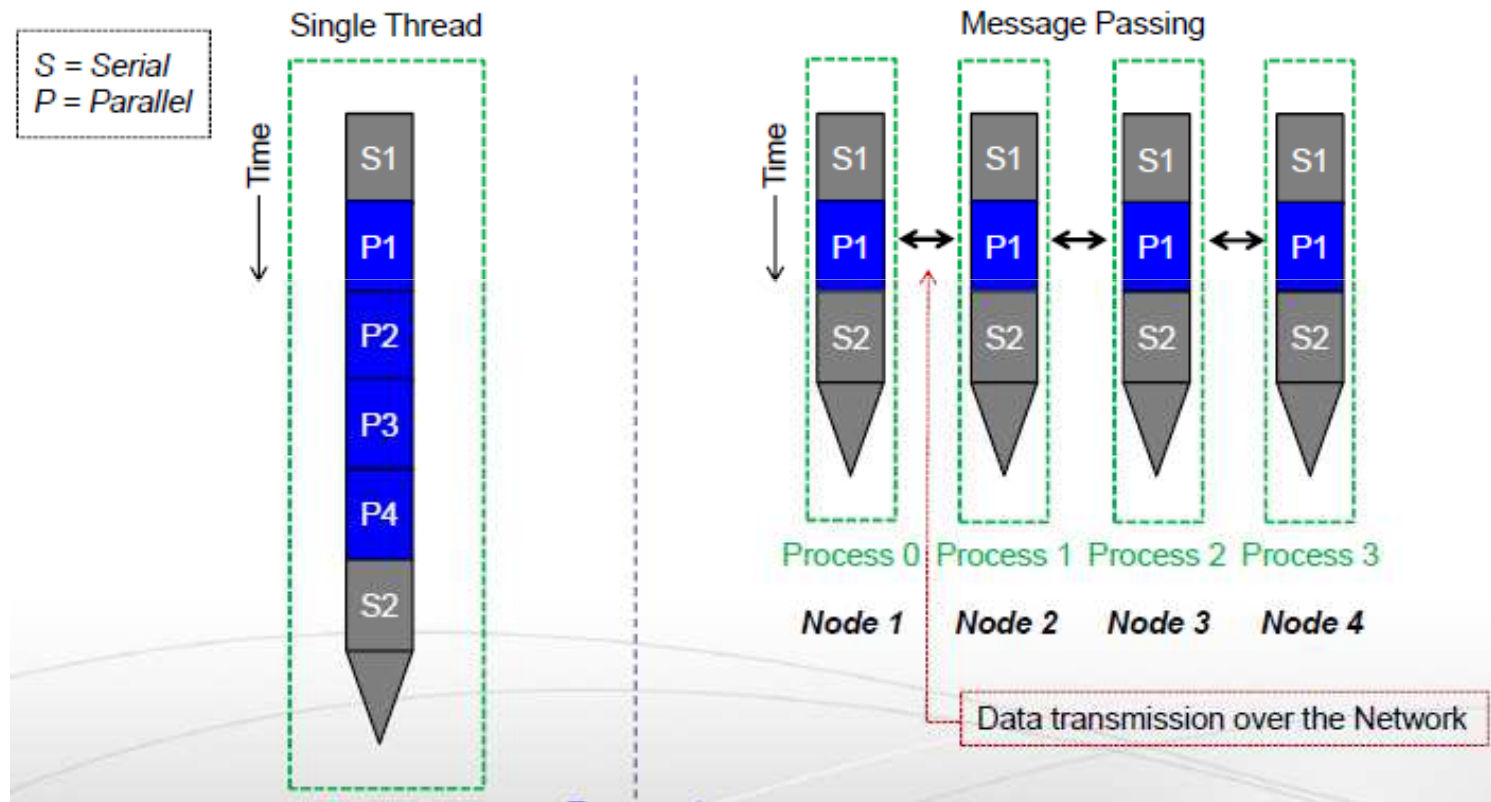 S = Serial
P = Parallel
Single Thread
Time
S1
P1
P2
P3
P4
S2
Message Passing
Time
S1 S1 S1 S1
P1 P1 P1 P1
S2 S2 S2 S2
Process 0 Process 1 Process 2 Process 3
Node 1 Node 2 Node 3 Node 4
Data transmission over the Network